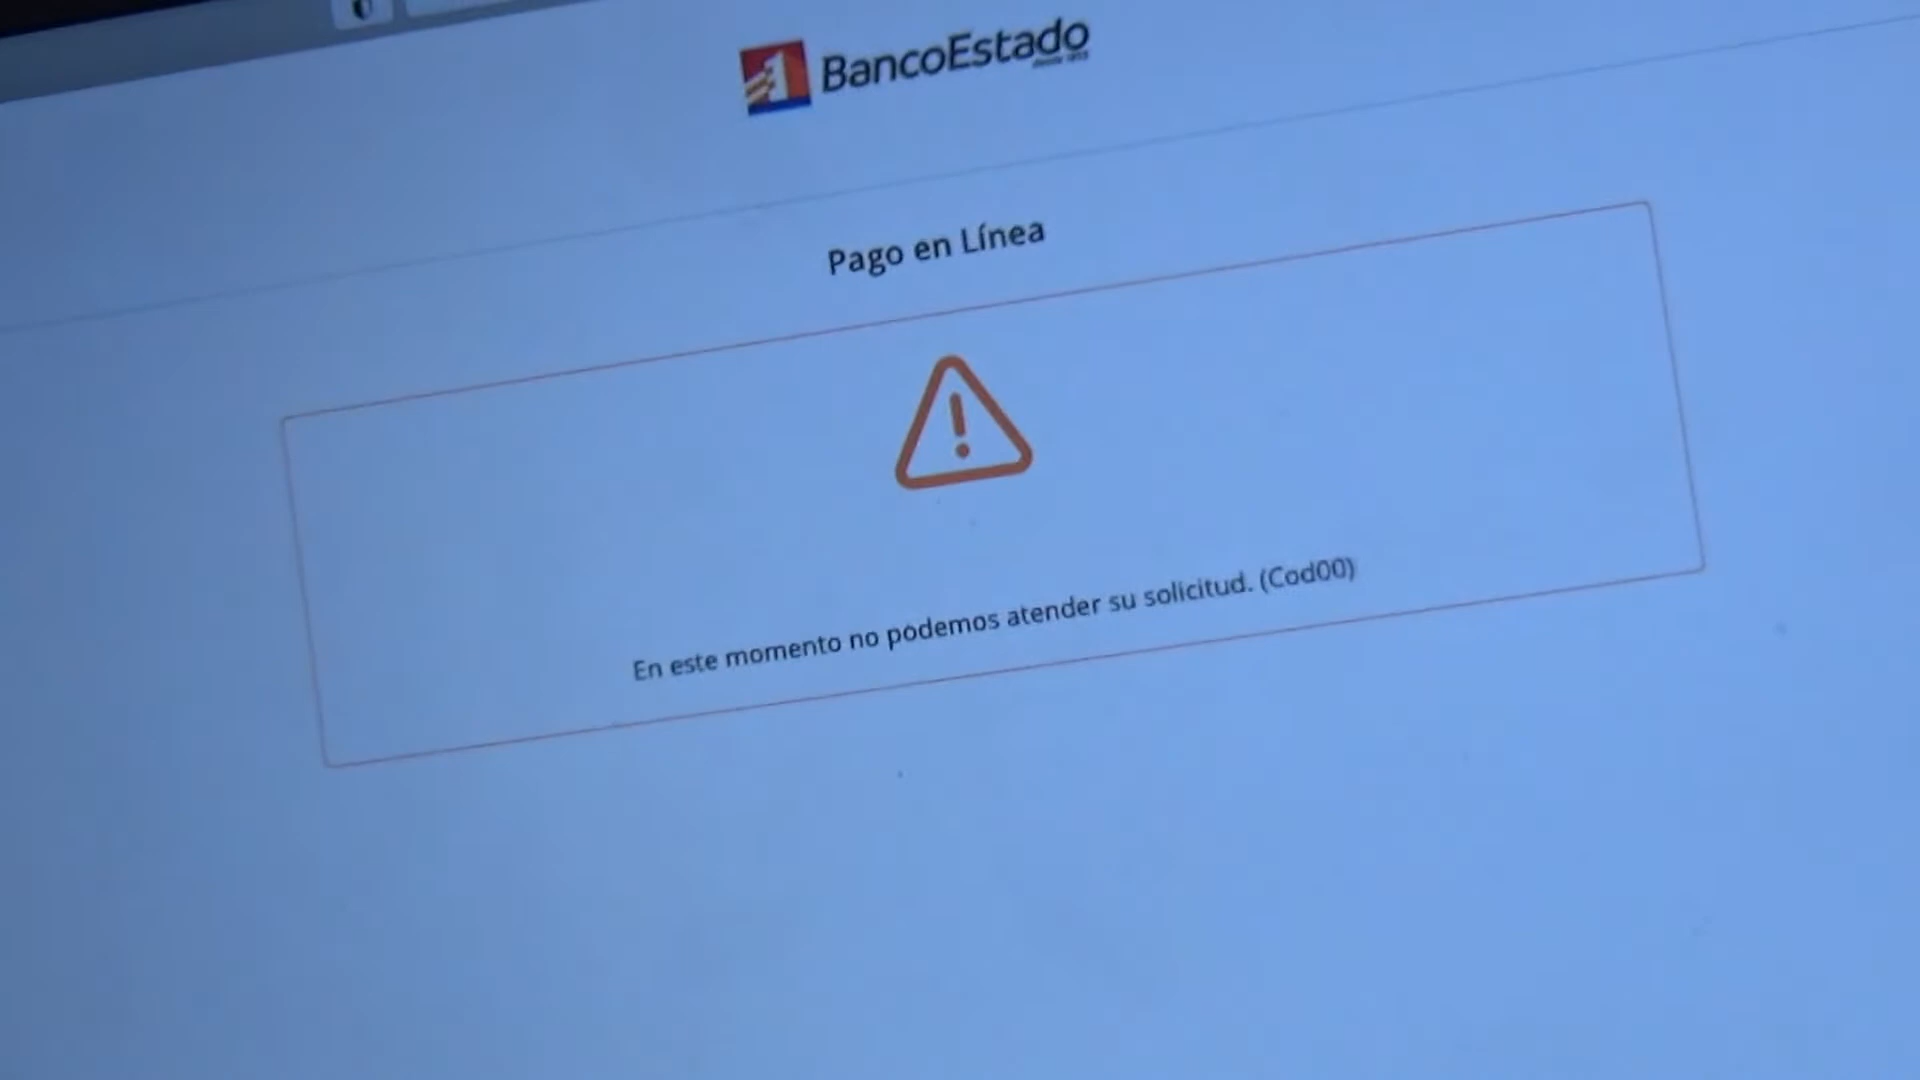 BancoEstado
Pago en Línea
En este momento no podemos atender su solicitud. (Cod00)